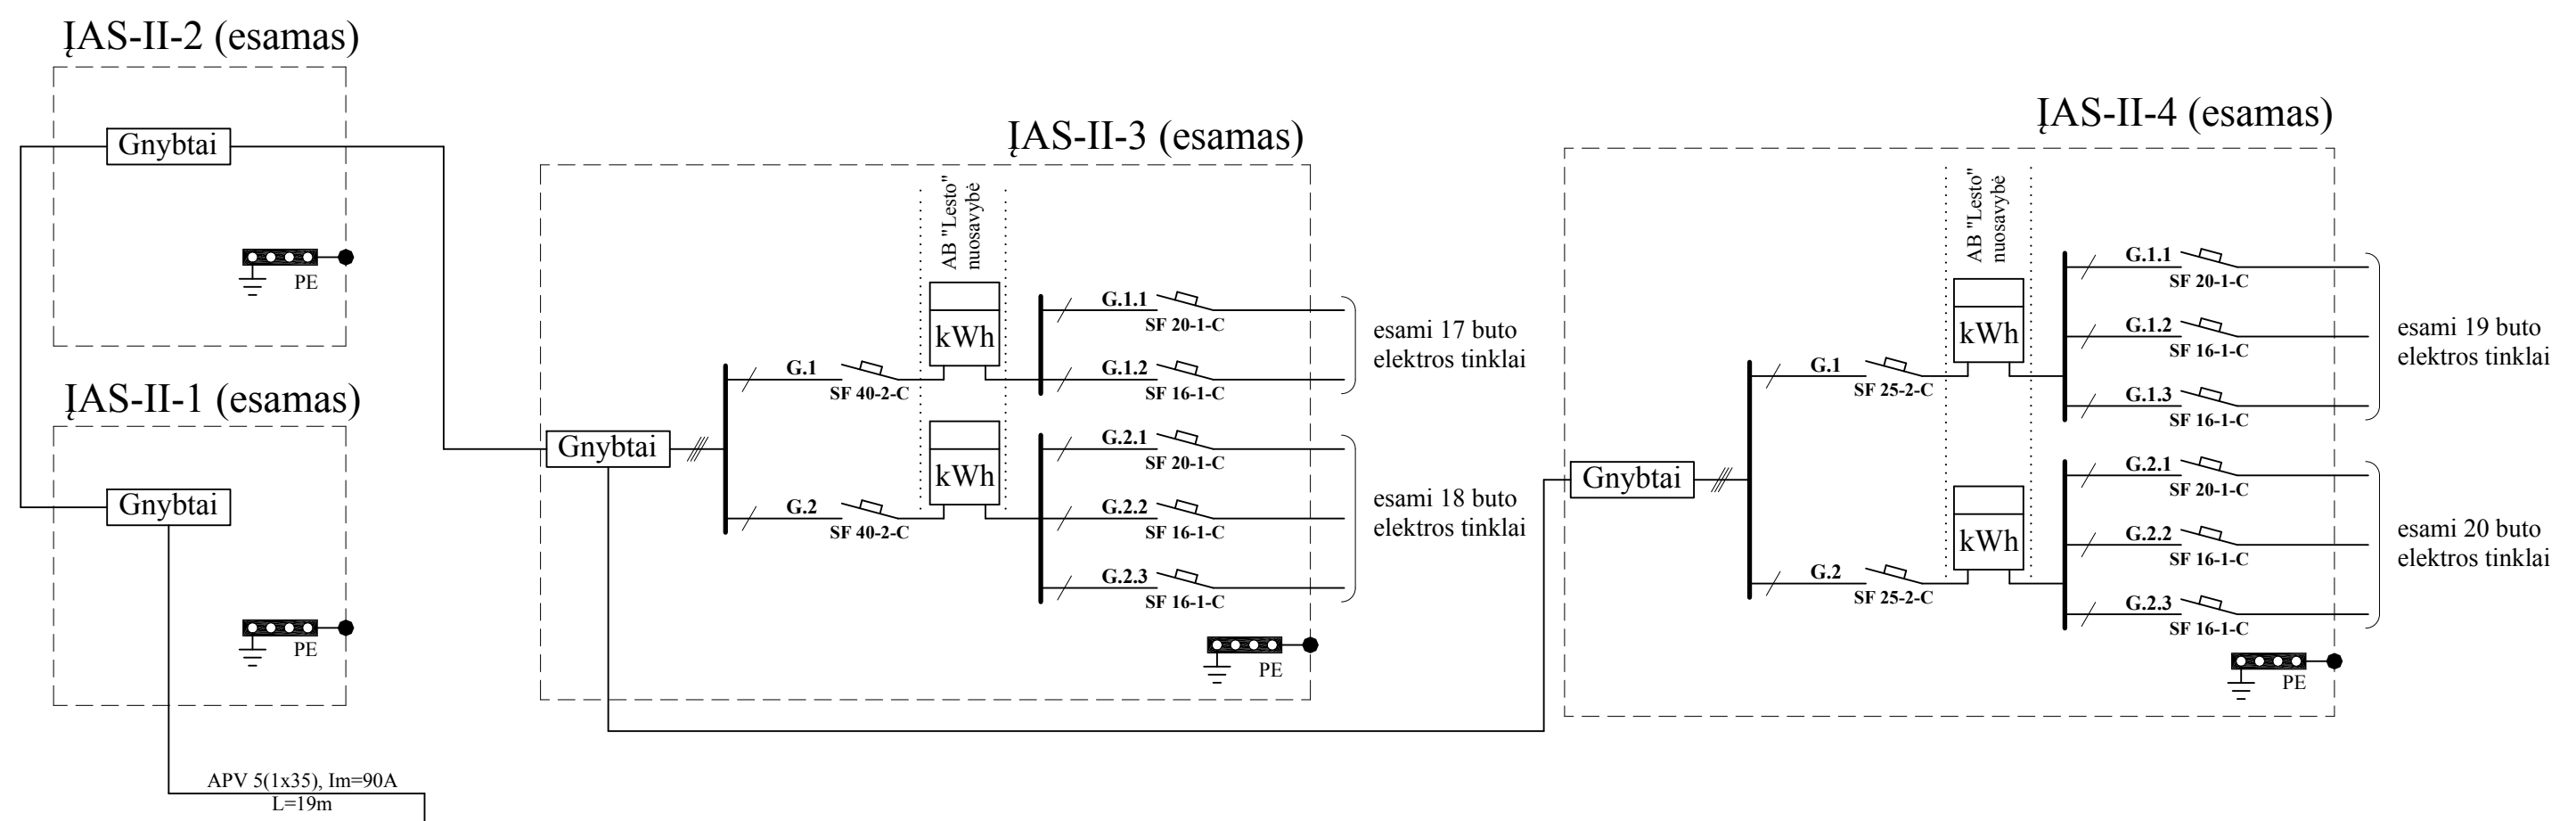 ĮAS-II-2 (esamas)
Gnybtai
PE
ĮAS-II-1 (esamas)
Gnybtai
PE
APV 5(1x35), Im=90A
L=19m
ĮAS-II-3 (esamas)
AB "Lesto"
nuosavybė
Gnybtai
G.1
SF 40-2-C
kWh
G.1.1
SF 20-1-C
G.1.2
SF 16-1-C
esami 17 buto
elektros tinklai
G.2
SF 40-2-C
kWh
G.2.1
SF 20-1-C
G.2.2
SF 16-1-C
G.2.3
SF 16-1-C
esami 18 buto
elektros tinklai
PE
ĮAS-II-4 (esamas)
AB "Lesto"
nuosavybė
Gnybtai
G.1
SF 25-2-C
kWh
G.1.1
SF 20-1-C
G.1.2
SF 16-1-C
G.1.3
SF 16-1-C
esami 19 buto
elektros tinklai
G.2
SF 25-2-C
kWh
G.2.1
SF 20-1-C
G.2.2
SF 16-1-C
G.2.3
SF 16-1-C
esami 20 buto
elektros tinklai
PE